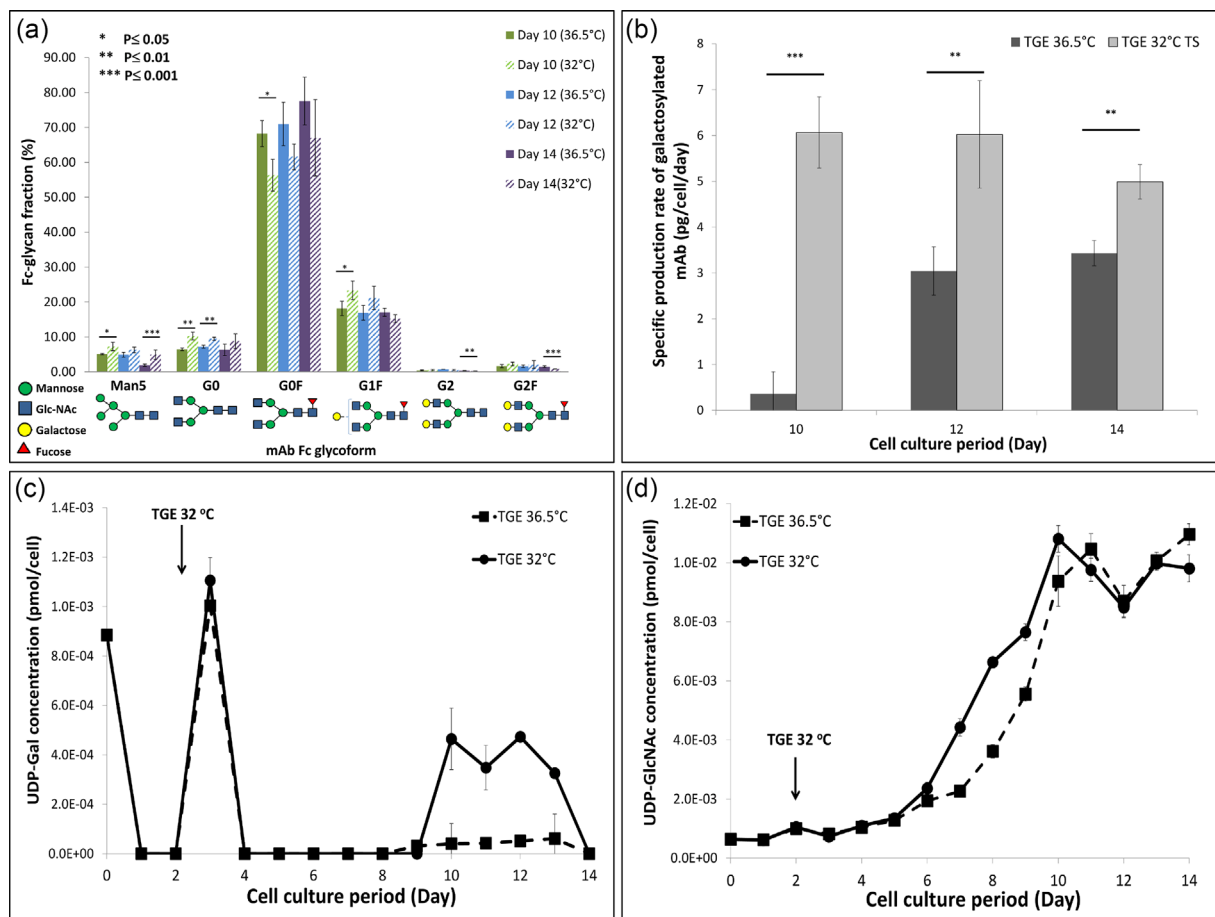 (a)
* P≤ 0.05
** P≤ 0.01
*** P≤ 0.001
Day 10 (36.5°C)
Day 10 (32°C)
Day 12 (36.5°C)
Day 12 (32°C)
Day 14 (36.5°C)
Day 14(32°C)
Fc-glycan fraction (%)
90.00
80.00
70.00
60.00
50.00
40.00
30.00
20.00
10.00
0.00
* *** ** ** * * ** ***
Man5 G0 G0F G1F G2 G2F
Mannose
Glc-NAc
Galactose
Fucose
mAb Fc glycoform
(b)
TGE 36.5°C TGE 32°C TS
Specific production rate of galactosylated
mAb (pg/cell/day)
8
7
6
5
4
3
2
1
0
*** ** **
10 12 14
Cell culture period (Day)
(c)
TGE 32 °C
TGE 36.5°C
TGE 32°C
UDP-Gal concentration (pmol/cell)
1.4E-03
1.2E-03
1.0E-03
8.0E-04
6.0E-04
4.0E-04
2.0E-04
0.0E+00
0 2 4 6 8 10 12 14
Cell culture period (Day)
(d)
TGE 36.5°C
TGE 32°C
TGE 32 °C
UDP-GlcNAc concentration (pmol/cell)
1.2E-02
1.0E-02
8.0E-03
6.0E-03
4.0E-03
2.0E-03
0.0E+00
0 2 4 6 8 10 12 14
Cell culture period (Day)